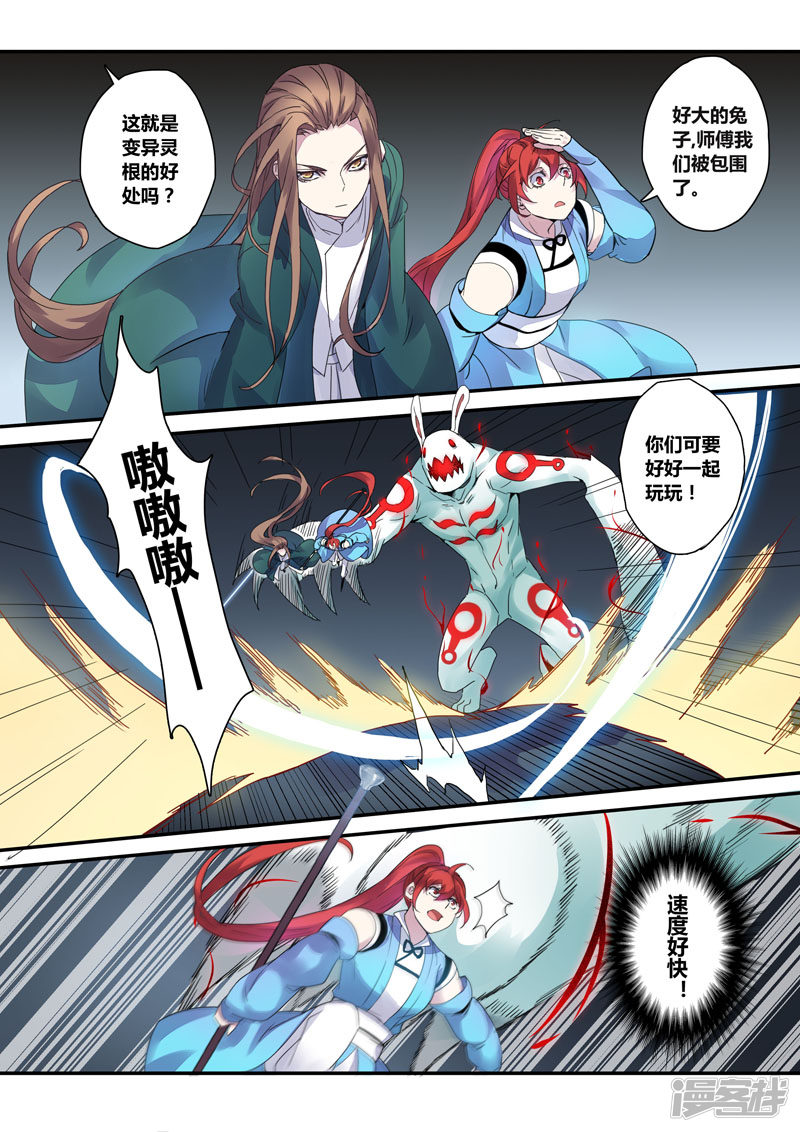 这就是
变异灵
根的好
处吗？
好大的兔
子,师傅我
们被包围
了。
你们可要
好好一起
玩玩！
嗷嗷嗷——
速度好
快！
漫客栈